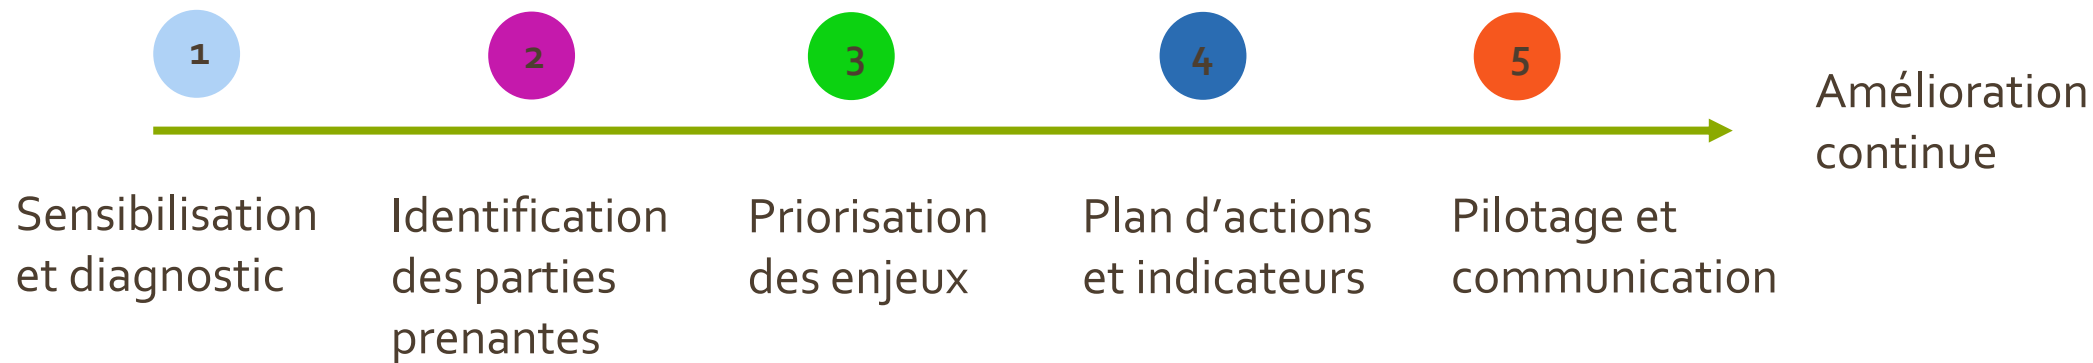 1
2
3
4
5
Amélioration
continue
Sensibilisation
et diagnostic
Identification
des parties
prenantes
Priorisation
des enjeux
Plan d’actions
et indicateurs
Pilotage et
communication